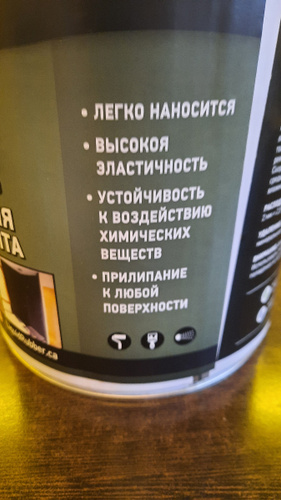 • ЛЕГКО НАНОСИТСЯ
• ВЫСОКОЯ
ЭЛАСТИЧНОСТЬ
• УСТОЙЧИВОСТЬ
К ВОЗДЕЙСТВИЮ
ХИМИЧЕСКИХ
ВЕЩЕСТВ
• ПРИЛИПАНИЕ
К ЛЮБОЙ
ПОВЕРХНОСТИ